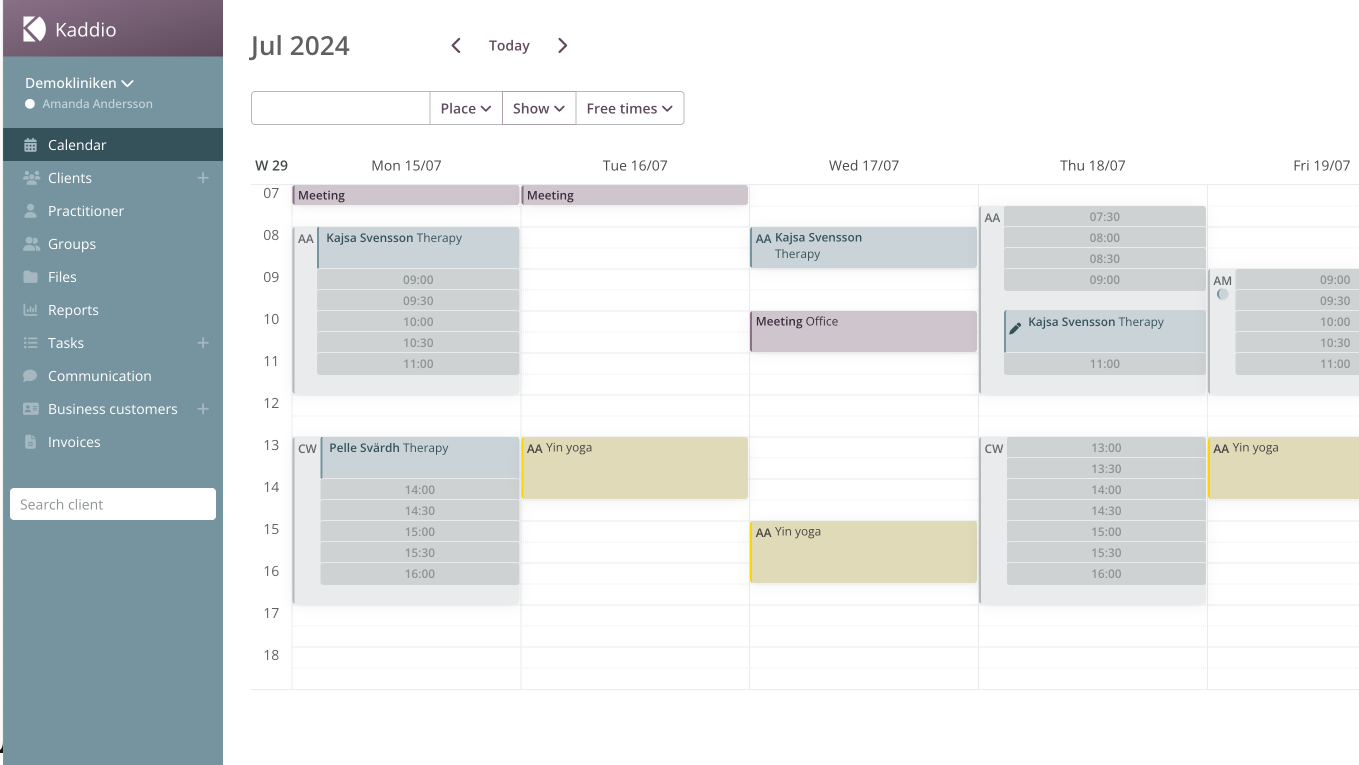 Kaddio
Demokliniken
Amanda Andersson
Calendar
Clients
Practitioner
Groups
Files
Reports
Tasks
Communication
Business customers
Invoices
Search client
Jul 2024
Today
Place
Show
Free times
W 29
Mon 15/07
Tue 16/07
Wed 17/07
Thu 18/07
Fri 19/07
07
08
09
10
11
12
13
14
15
16
17
18
Meeting
AA
Kajsa Svensson Therapy
09:00
09:30
10:00
10:30
11:00
CW
Pelle Svärdh Therapy
14:00
14:30
15:00
15:30
16:00
Meeting
AA Yin yoga
AA Kajsa Svensson
Therapy
Meeting Office
AA Yin yoga
AA
07:30
08:00
08:30
09:00
Kajsa Svensson Therapy
11:00
CW
13:00
13:30
14:00
14:30
15:00
15:30
16:00
AM
09:00
09:30
10:00
10:30
11:00
AA Yin yoga